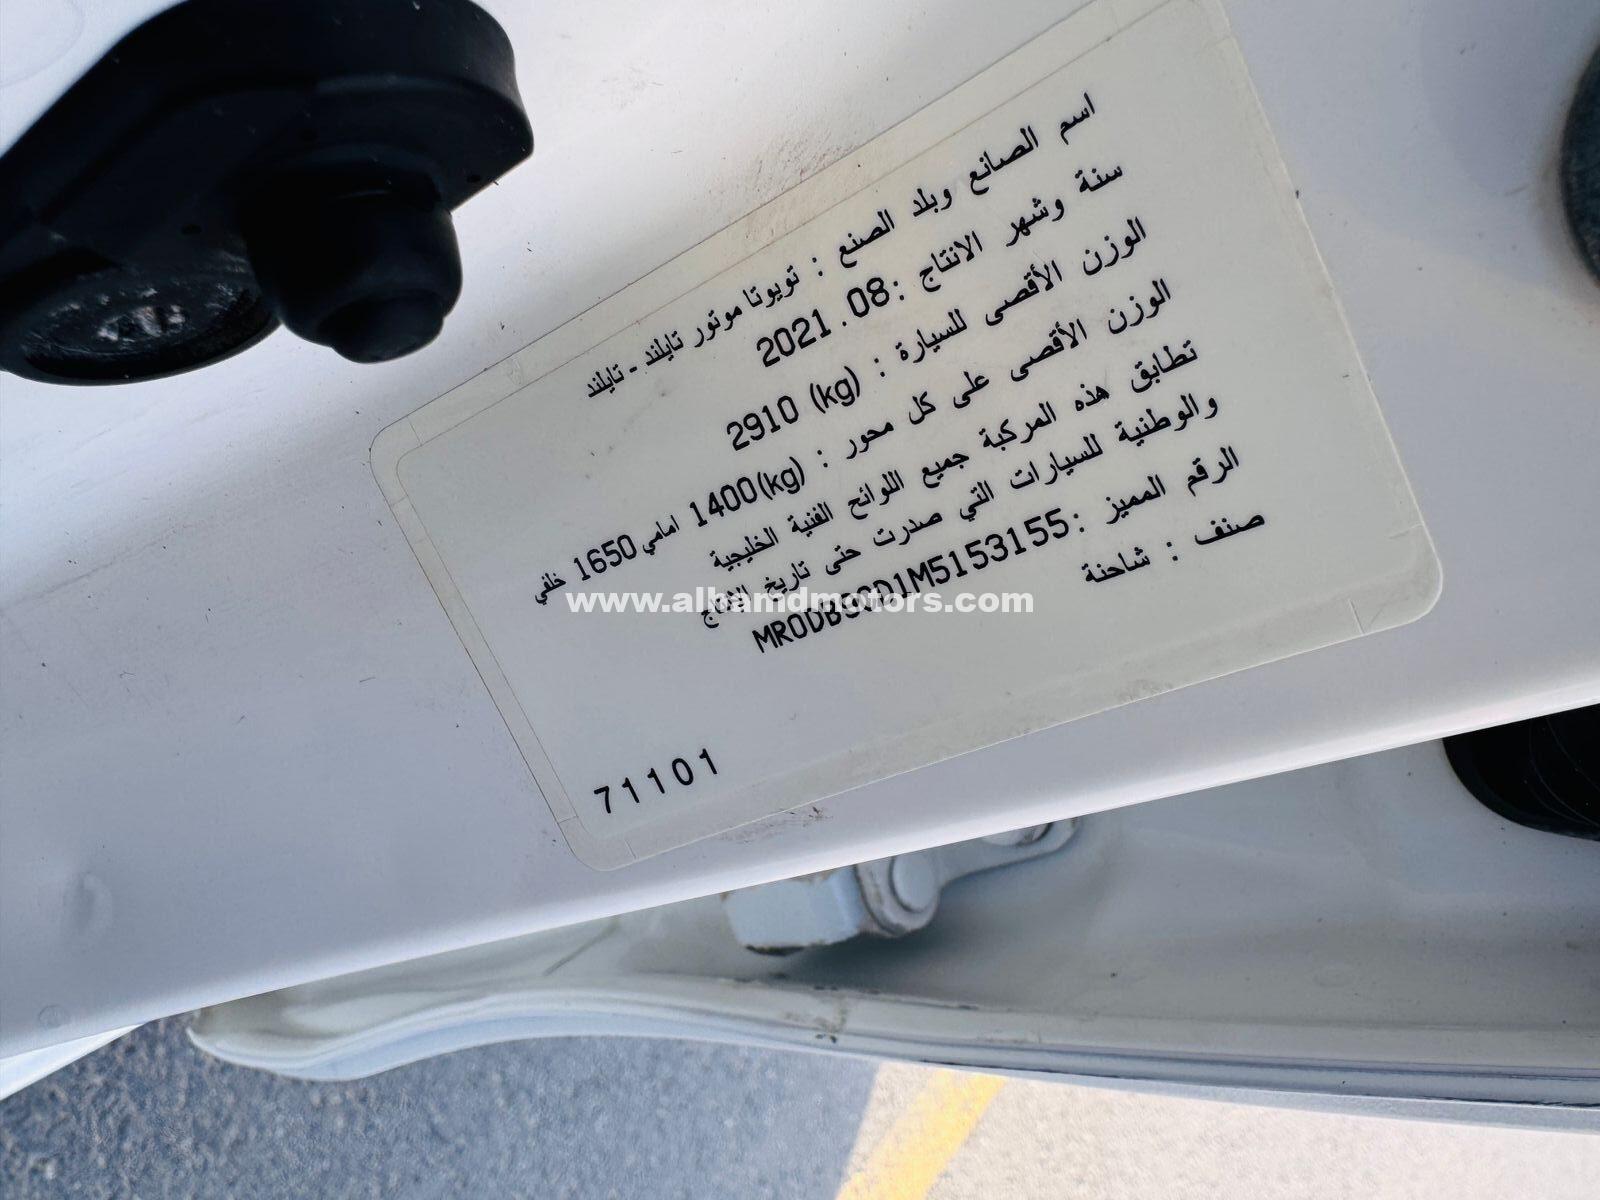 اسم الصانع وبلد الصنع : تويوتا موتور تايلند - تايلند
سنة وشهر الانتاج : 2021.08
الوزن الأقصى للسيارة : (kg) 2910
الوزن الأقصى على كل محور : (kg)1400 امامي 1650 خلفي
تطابق هذه المركبة جميع اللوائح الفنية الخليجية
والوطنية للسيارات التي صدرت حتى تاريخ الإنتاج
الرقم المميز :
صنف : شاحنة
71101
www.alhamdmotors.com